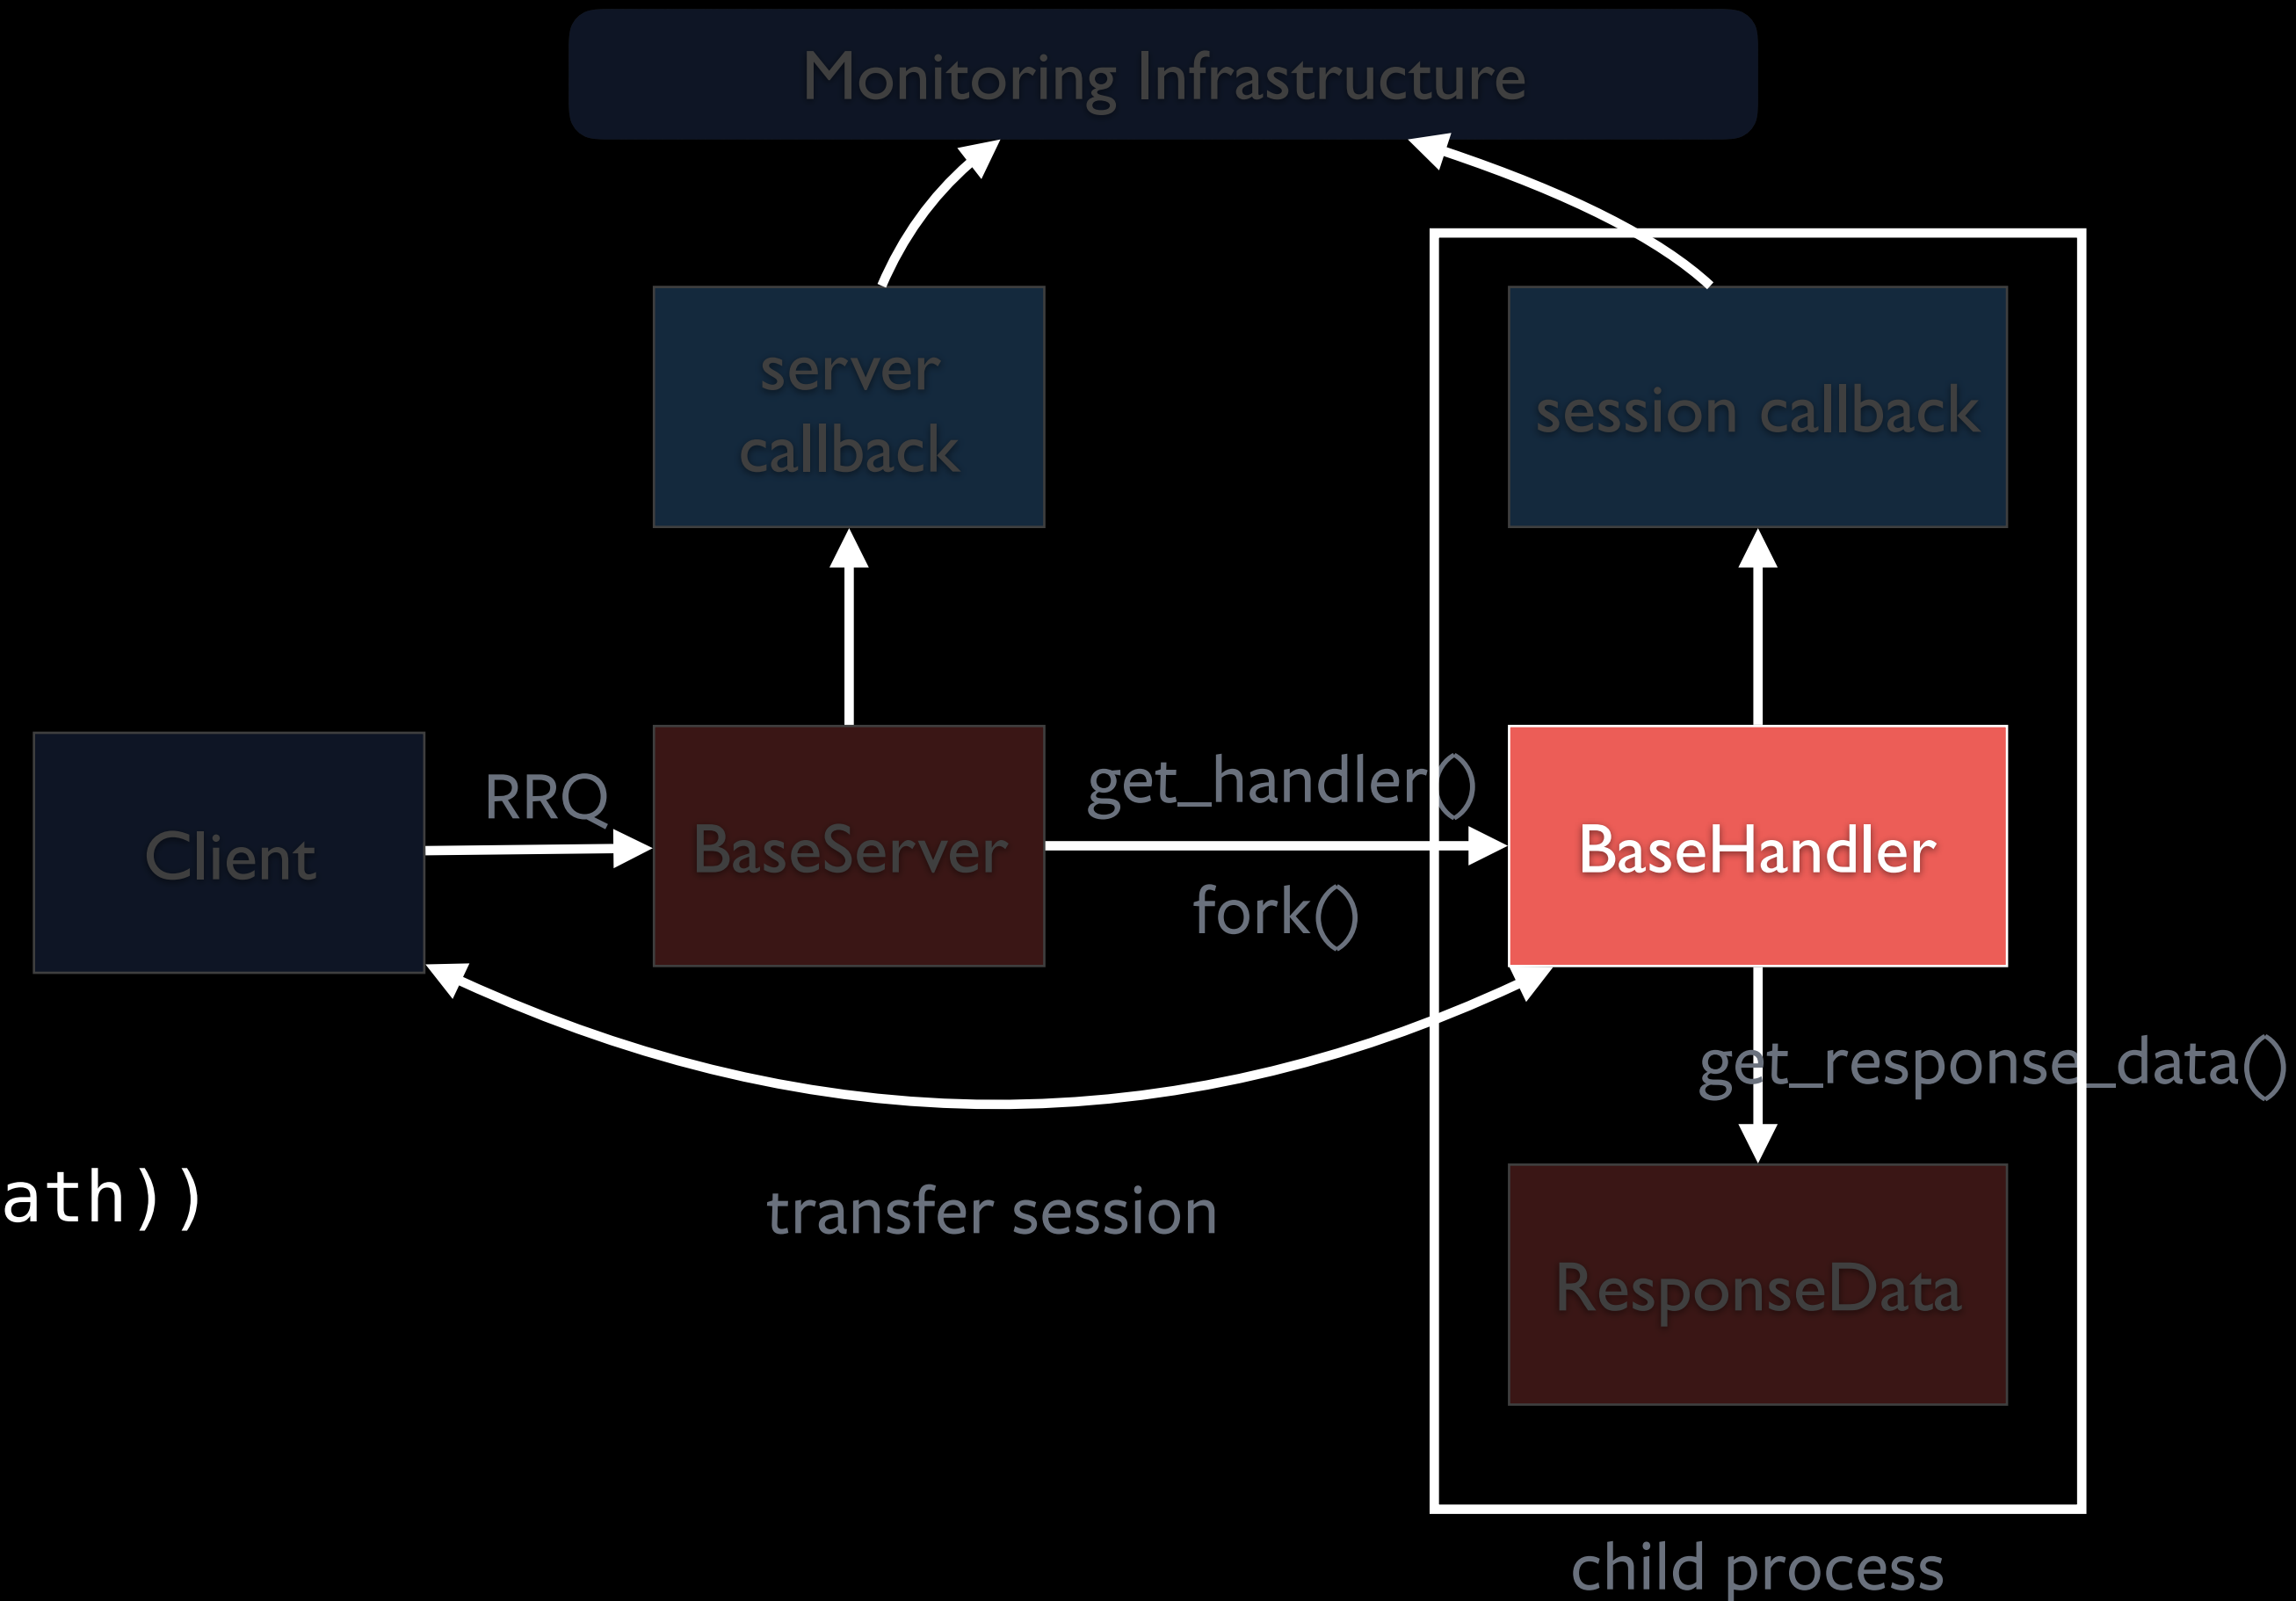 Monitoring Infrastructure
server
callback
session callback
Client
RRQ
BaseServer
get_handler()
fork()
BaseHandler
get_response_data()
ath))
transfer session
ResponseData
child process